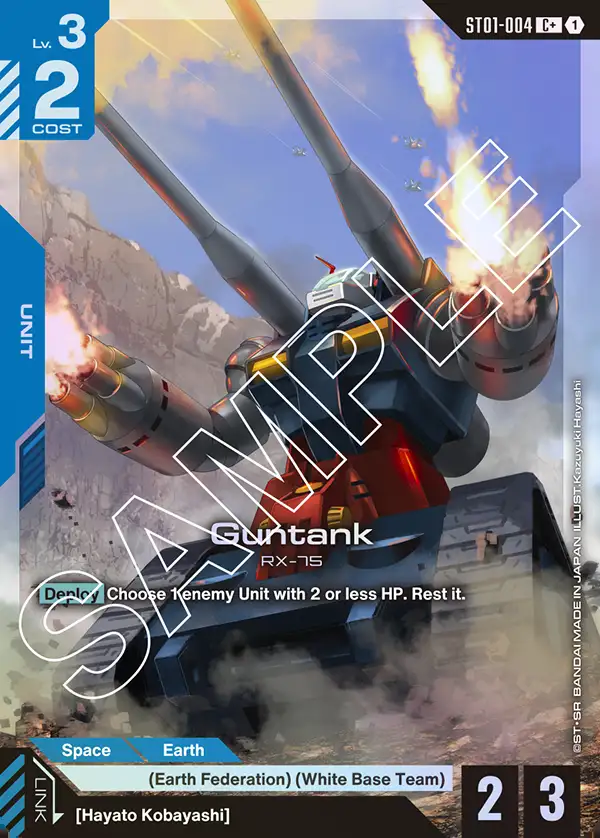 Lv. 3
2
COST
ST01-004 C+ 1
UNIT
SAMPLE
Guntank
RX-75
Deploy Choose 1 enemy Unit with 2 or less HP. Rest it.
©ST・SR BANDAI MADE IN JAPAN ILLUST.Kazuyuki Hayashi
Space Earth
(Earth Federation) (White Base Team)
LINK
[Hayato Kobayashi]
2 3